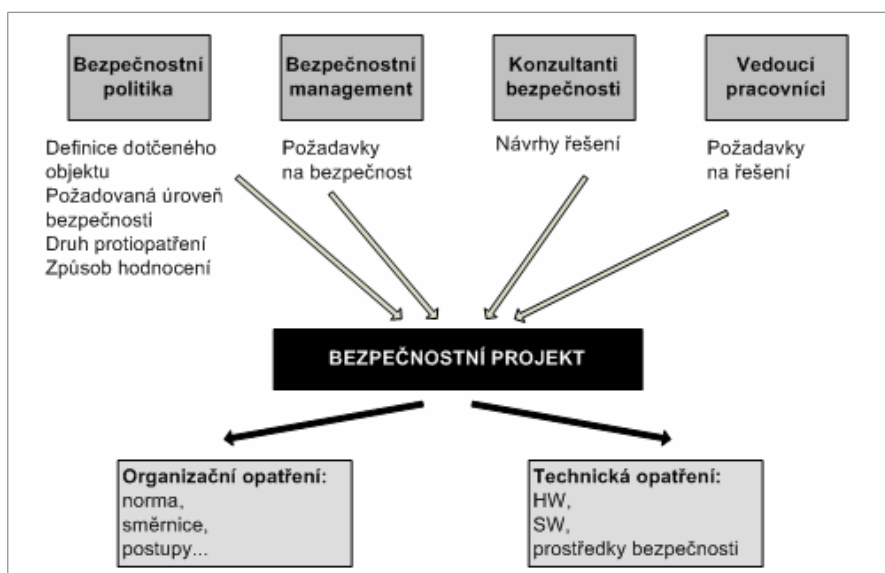 Bezpečnostní
politika
Bezpečnostní
management
Konzultanti
bezpečnosti
Vedoucí
pracovníci
Definice dotčeného
objektu
Požadovaná úroveň
bezpečnosti
Druh protiopatření
Způsob hodnocení
Požadavky
na bezpečnost
Návrhy řešení
Požadavky
na řešení
BEZPEČNOSTNÍ PROJEKT
Organizační opatření:
norma,
směrnice,
postupy...
Technická opatření:
HW,
SW,
prostředky bezpečnosti